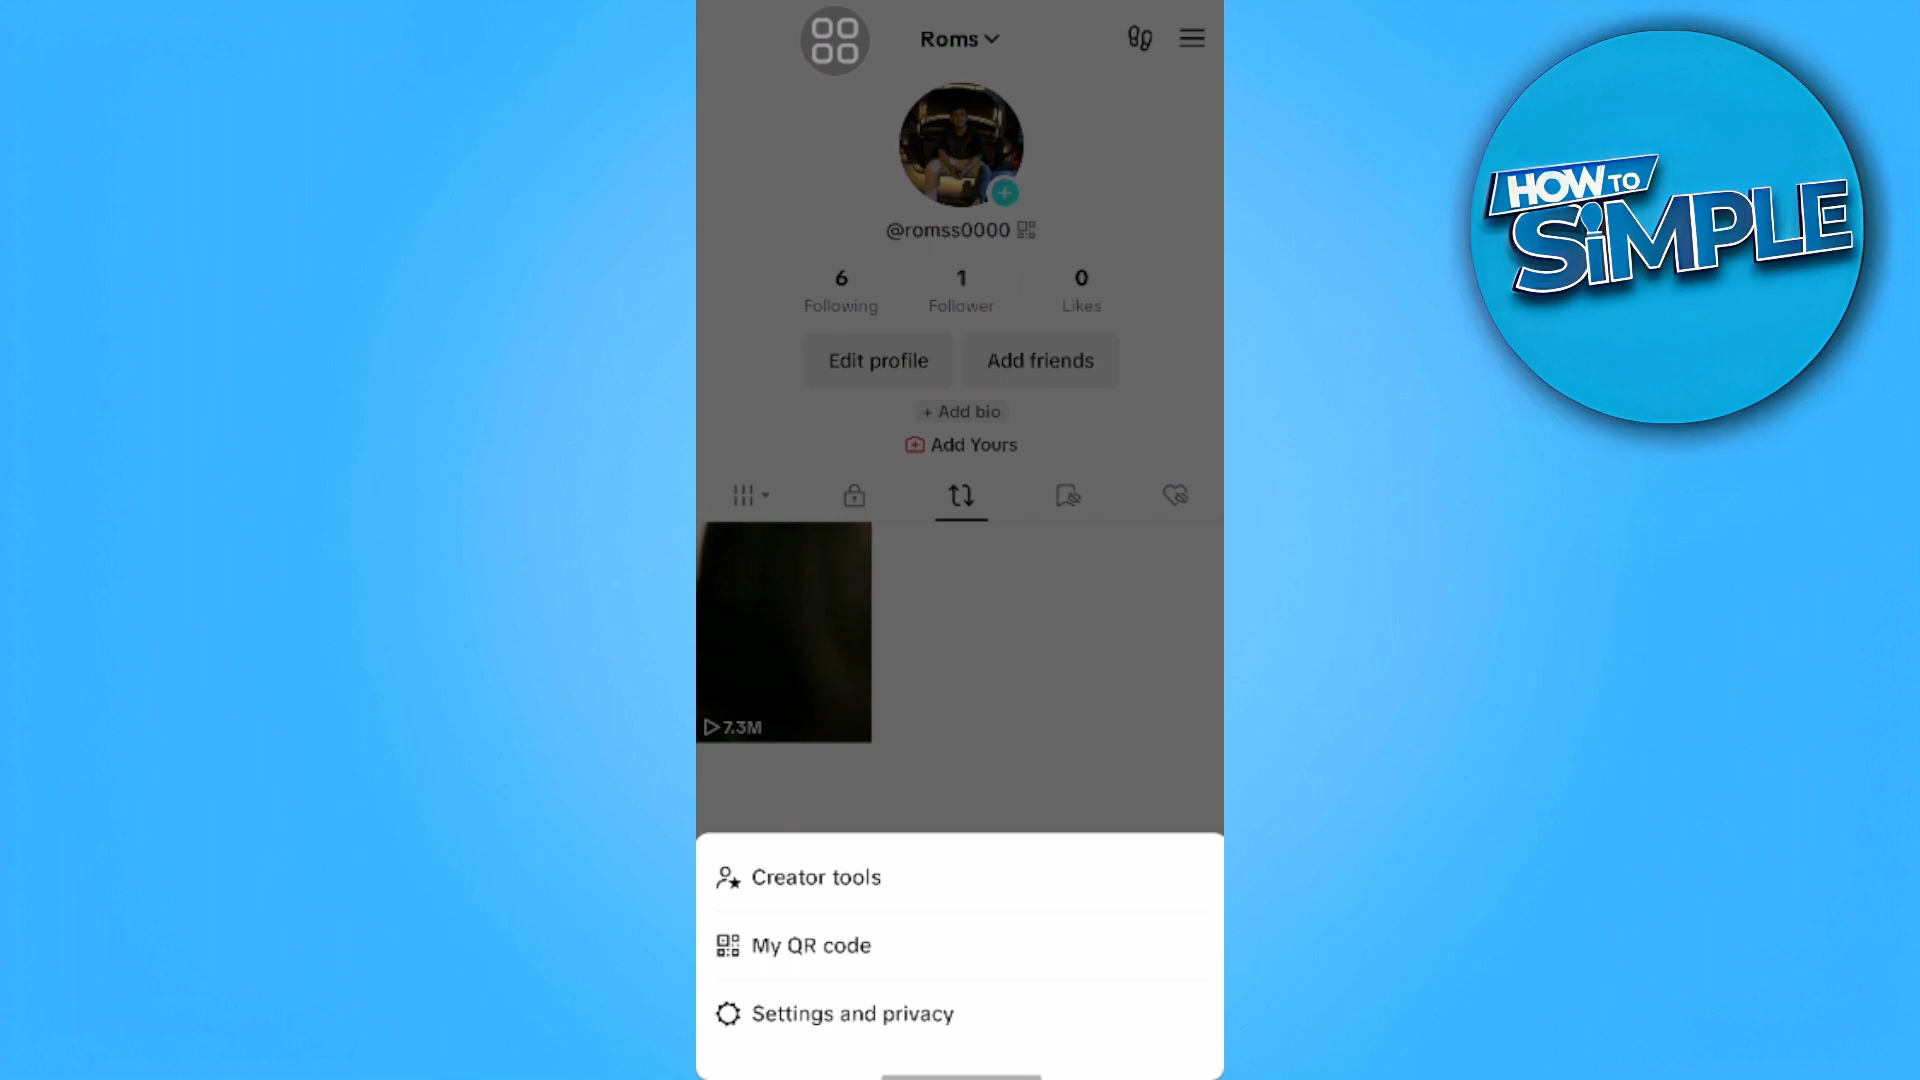 Roms
HOW TO
SiMPLE
@romss0000
6 1 0
Following Follower Likes
Edit profile Add friends
+ Add bio
Add Yours
7.3M
Creator tools
My QR code
Settings and privacy